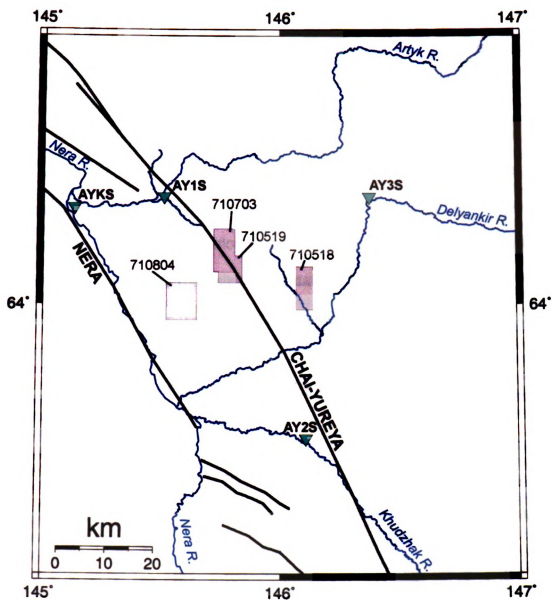 145°
146°
147°
Artyk R.
Nera R.
AYKS
AY1S
AY3S
710703
Delyankir R.
710519
NERA
710518
710804
64°
64°
CHAI-YUREYA
AY2S
km
Nera R.
Khudzhak R.
0 10 20
145°
146°
147°